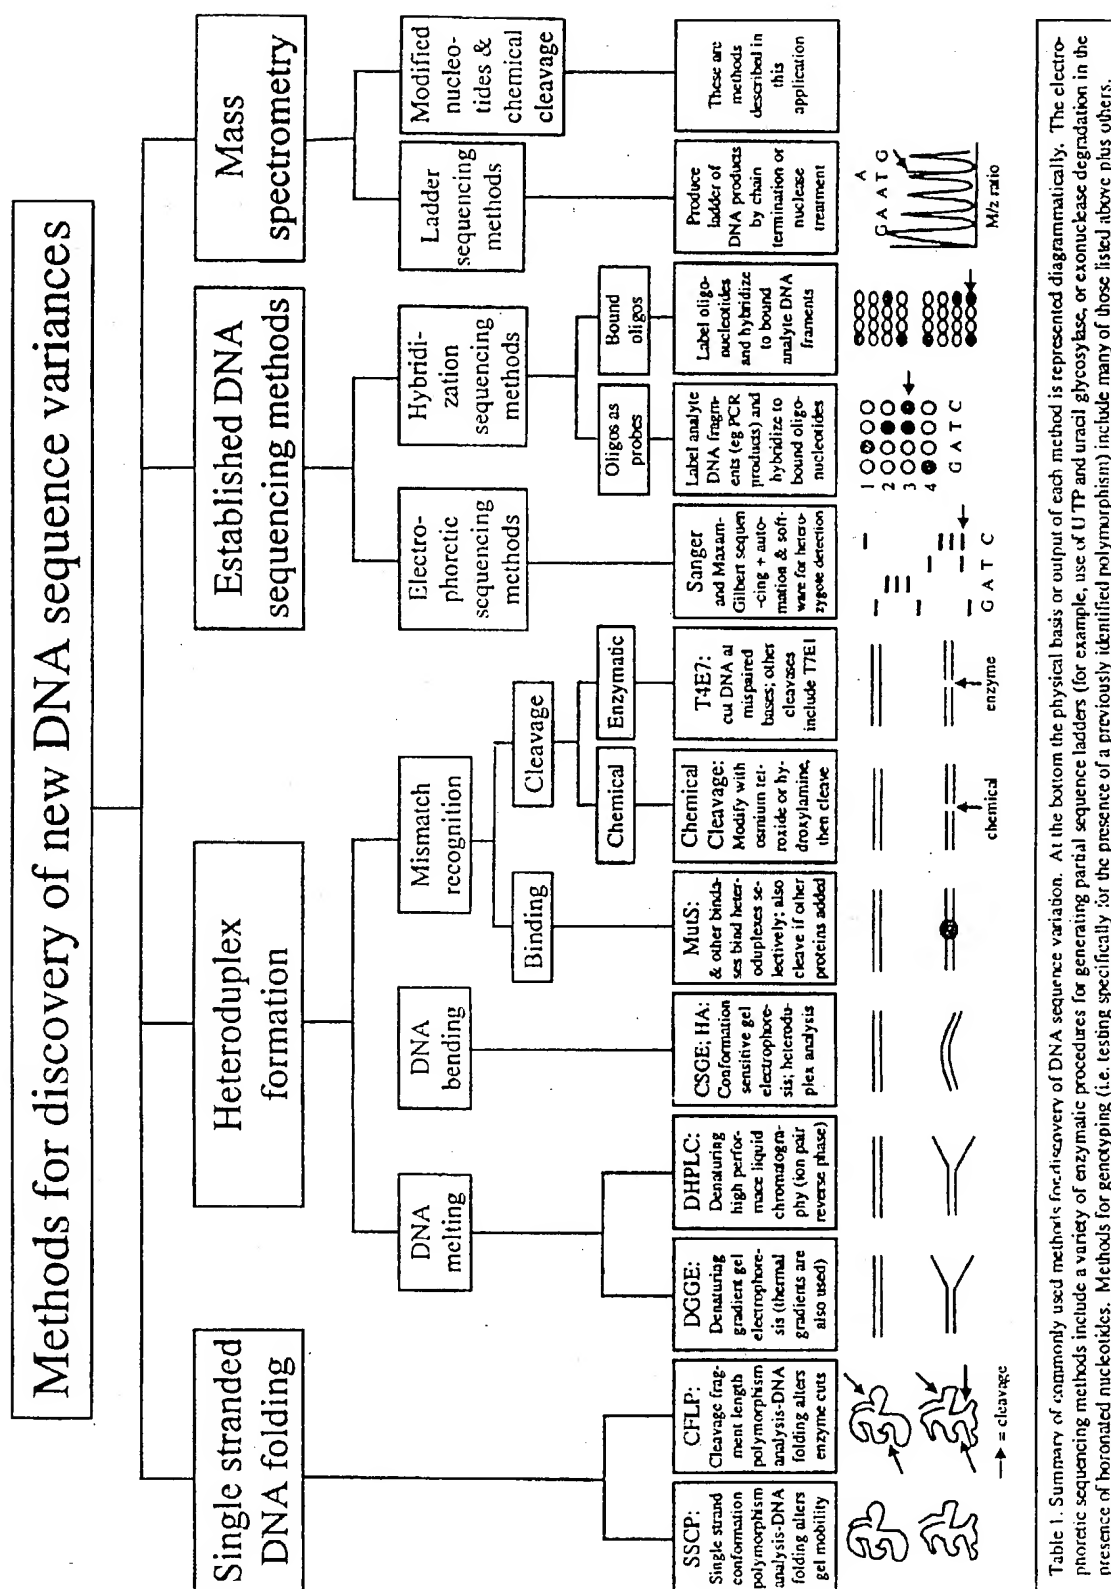 Methods for discovery of new DNA sequence variances
Single stranded
DNA folding
Heteroduplex
formation
Established DNA
sequencing methods
Mass
spectrometry
DNA
melting
DNA
bending
Mismatch
recognition
Electro-
phoretic
sequencing
methods
Hybridi-
zation
sequencing
methods
Ladder
sequencing
methods
Modified
nucleo-
tides &
chemical
cleavage
Binding
Cleavage
Chemical
Enzymatic
Oligos as
probes
Bound
oligos
SSCP:
Single strand
conformation
polymorphism
analysis-DNA
folding alters
gel mobility
CFLP:
Cleavage frag-
ment length
polymorphism
analysis-DNA
folding alters
enzyme cuts
DGGE:
Denaturing
gradient gel
electrophore-
sis (thermal
gradients are
also used)
DHPLC:
Denaturing
high perfor-
mace liquid
chromatogra-
phy (ion pair
reverse phase)
CSGE; HA:
Conformation
sensitive gel
electrophore-
sis; heterodu-
plex analysis
MutS:
& other binda-
ses bind heter-
oduplexes se-
lectively; also
cleave if other
proteins added
Chemical
Cleavage:
Modify with
osmium tet-
roxide or hy-
droxylamine,
then cleave
T4E7:
cut DNA at
mispaired
bases; other
cleavases
include T7E1
Sanger
and Maxam-
Gilbert sequen
-cing + auto-
mation & soft-
ware for hetero-
zygote detection
Label analyte
DNA fragm-
ents (eg PCR
products) and
hybridize to
bound oligo-
nucleotides
Label oligo-
nucleotides
and hybridize
to bound
analyte DNA
framents
Produce
ladder of
DNA products
by chain
termination or
nuclease
treatment
These are
methods
described in
this
application
= cleavage
chemical
enzyme
G A T C
1
2
3
4
G A T C
A
G A A T G
M/z ratio
Table 1. Summary of commonly used methods for discovery of DNA sequence variation. At the bottom the physical basis or output of each method is represented diagrammatically. The electro-
phoretic sequencing methods include a variety of enzymatic procedures for generating partial sequence ladders (for example, use of UTP and uracil glycosylase, or exonuclease degradation in the
presence of boronated nucleotides. Methods for genotyping (i.e. testing specifically for the presence of a previously identified polymorphism) include many of those listed above plus others.